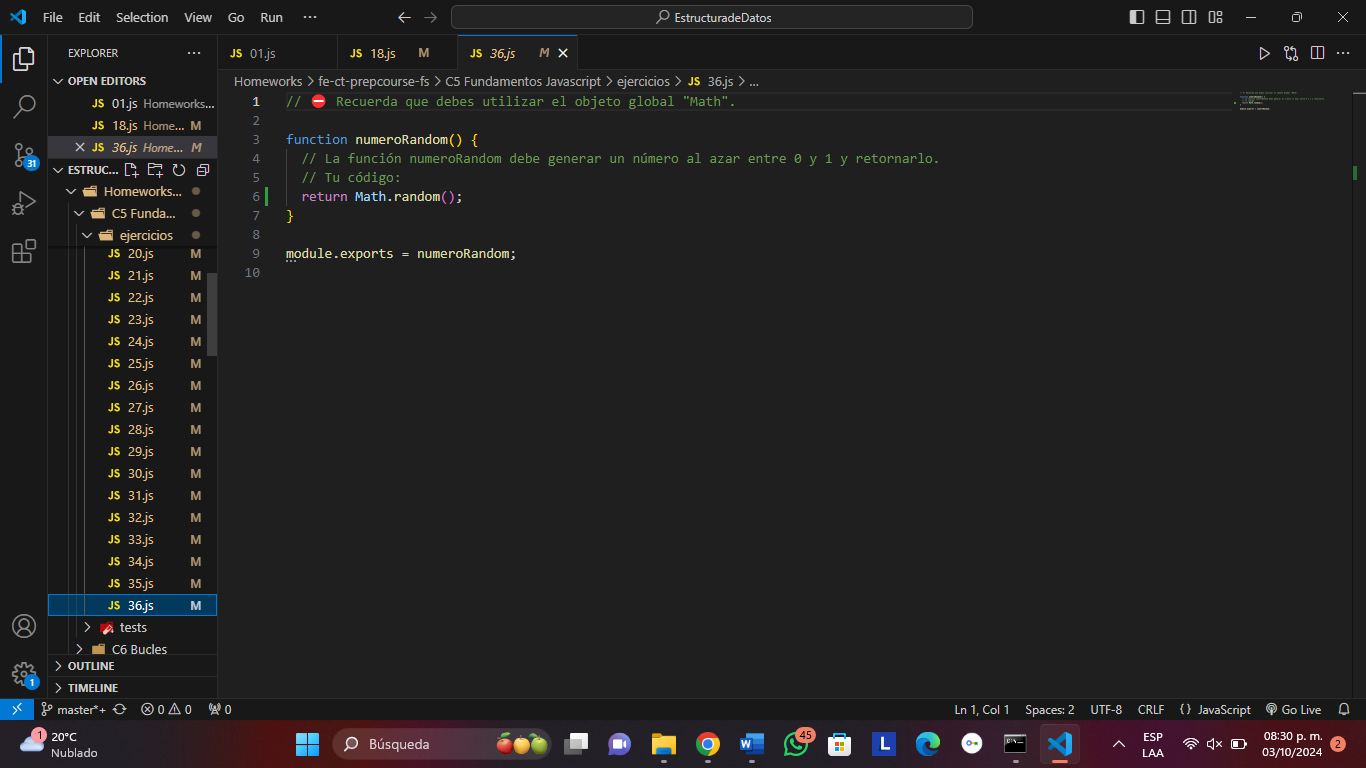 File Edit Selection View Go Run ···
EstructuradeDatos
EXPLORER ···
OPEN EDITORS
JS 01.js Homeworks...
JS 18.js Home... M
JS 36.js Home... M
ESTRUC...
Homeworks...
C5 Funda...
ejercicios
JS 20.js M
JS 21.js M
JS 22.js M
JS 23.js M
JS 24.js M
JS 25.js M
JS 26.js M
JS 27.js M
JS 28.js M
JS 29.js M
JS 30.js M
JS 31.js M
JS 32.js M
JS 33.js M
JS 34.js M
JS 35.js M
JS 36.js M
tests
C6 Bucles
OUTLINE
TIMELINE
31
1
JS 01.js JS 18.js M JS 36.js M
Homeworks > fe-ct-prepcourse-fs > C5 Fundamentos Javascript > ejercicios > JS 36.js > ...
1 // ⛔ Recuerda que debes utilizar el objeto global "Math".
2
3 function numeroRandom() {
4 // La función numeroRandom debe generar un número al azar entre 0 y 1 y retornarlo.
5 // Tu código:
6 return Math.random();
7 }
8
9 module.exports = numeroRandom;
10
master*+ 0 0 0 Ln 1, Col 1 Spaces: 2 UTF-8 CRLF {} JavaScript Go Live
1 20°C
Nublado
Búsqueda
45
L
ESP
LAA
08:30 p. m.
03/10/2024
2